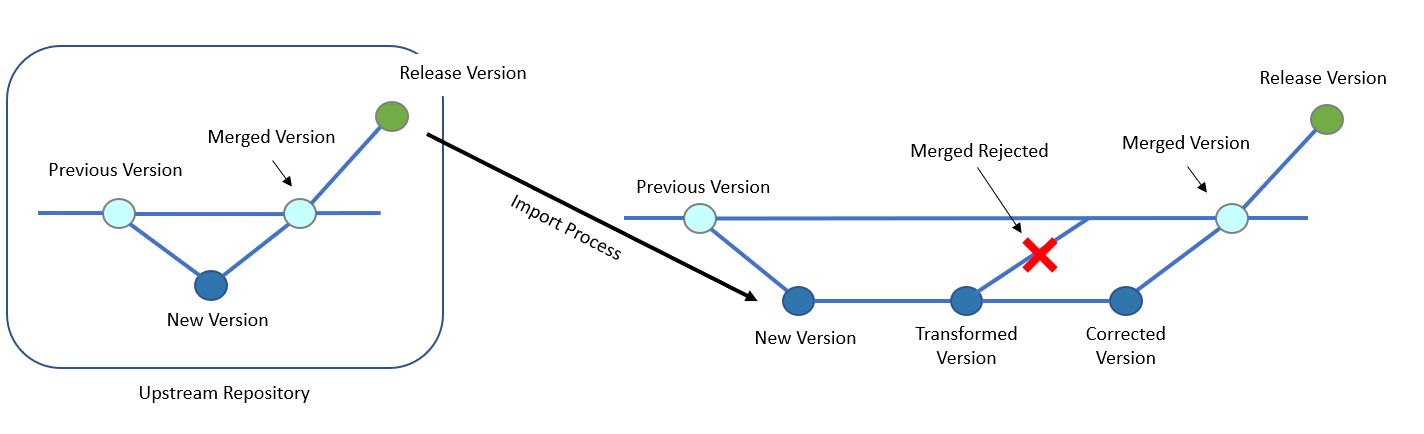 Release Version
Merged Version
Previous Version
New Version
Upstream Repository
Import Process
Release Version
Merged Version
Merged Rejected
Previous Version
New Version
Transformed
Version
Corrected
Version